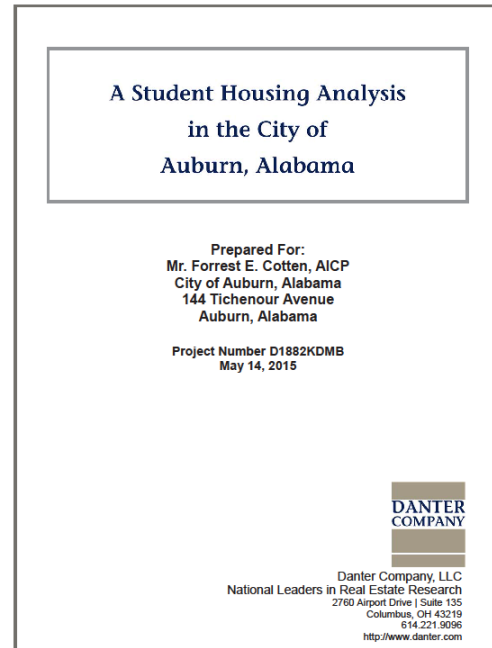 A Student Housing Analysis
in the City of
Auburn, Alabama
Prepared For:
Mr. Forrest E. Cotten, AICP
City of Auburn, Alabama
144 Tichenour Avenue
Auburn, Alabama
Project Number D1882KDMB
May 14, 2015
DANTER
COMPANY
Danter Company, LLC
National Leaders in Real Estate Research
2760 Airport Drive | Suite 135
Columbus, OH 43219
614.221.9096
http://www.danter.com